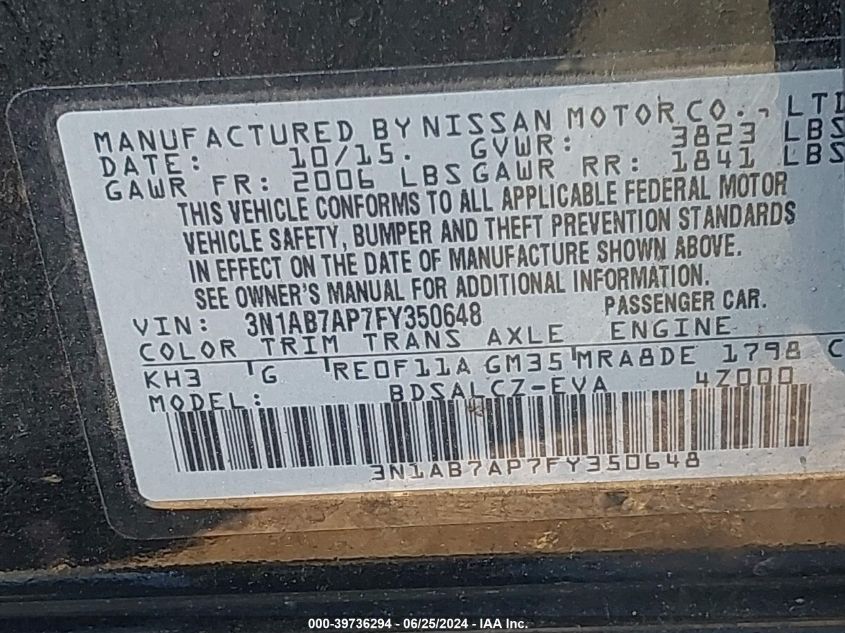 MANUFACTURED BY NISSAN MOTOR CO., LTD
DATE: 10/15. GVWR: 3823 LBS
GAWR FR: 2006 LBS GAWR RR: 1841 LBS
THIS VEHICLE CONFORMS TO ALL APPLICABLE FEDERAL MOTOR
VEHICLE SAFETY, BUMPER AND THEFT PREVENTION STANDARDS
IN EFFECT ON THE DATE OF MANUFACTURE SHOWN ABOVE.
SEE OWNER'S MANUAL FOR ADDITIONAL INFORMATION.
VIN: 3N1AB7AP7FY350648 PASSENGER CAR.
COLOR TRIM TRANS AXLE ENGINE
KH3 G RE0F11A GM35 MRA8DE 1798 C
MODEL: BDSALCZ-EVA 4Z000
3N1AB7AP7FY350648
000-39736294 - 06/25/2024 - IAA Inc.